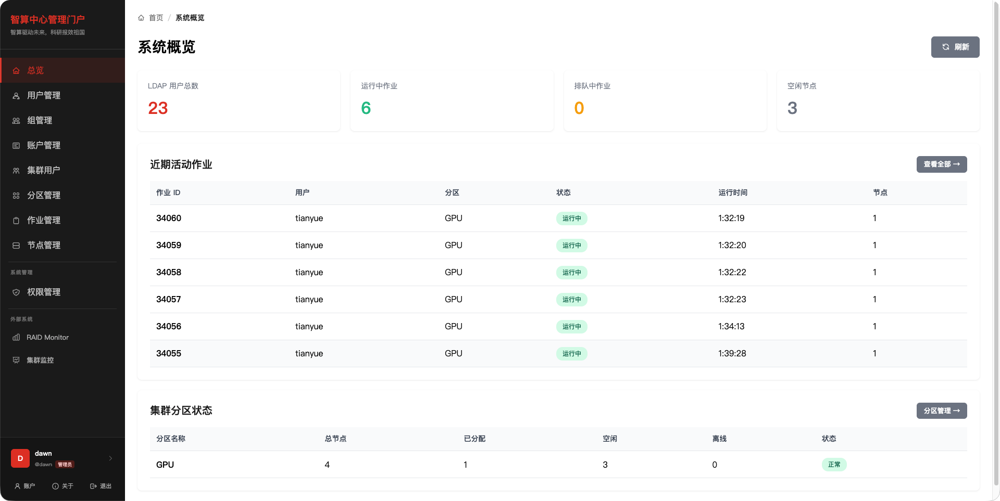 智算中心管理门户
智算驱动未来，科研报效祖国
总览
用户管理
组管理
账户管理
集群用户
分区管理
作业管理
节点管理
系统管理
权限管理
外部系统
RAID Monitor
集群监控
D
dawn
@dawn 管理员
账户 关于 退出
首页 / 系统概览
系统概览
刷新
LDAP 用户总数
23
运行中作业
6
排队中作业
0
空闲节点
3
近期活动作业
查看全部 →
作业 ID 用户 分区 状态 运行时间 节点
34060 tianyue GPU 运行中 1:32:19 1
34059 tianyue GPU 运行中 1:32:20 1
34058 tianyue GPU 运行中 1:32:22 1
34057 tianyue GPU 运行中 1:32:23 1
34056 tianyue GPU 运行中 1:34:13 1
34055 tianyue GPU 运行中 1:39:28 1
集群分区状态
分区管理 →
分区名称 总节点 已分配 空闲 离线 状态
GPU 4 1 3 0 正常